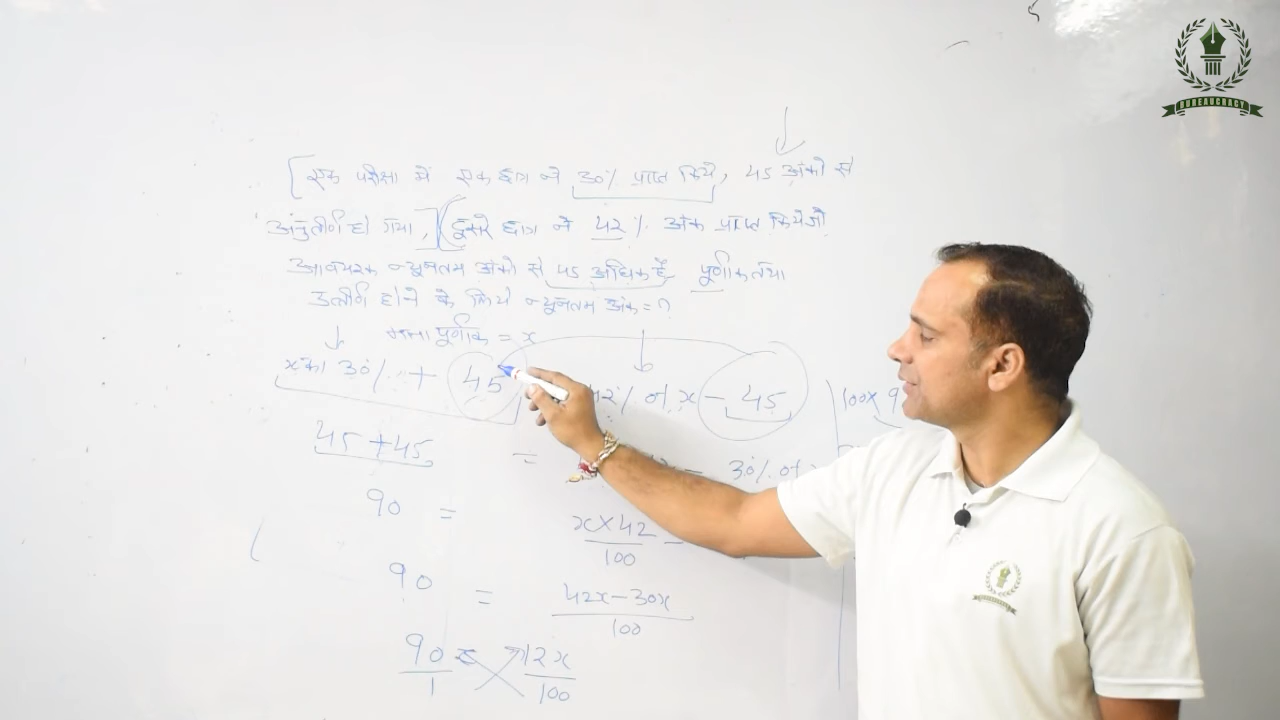 BUREAUCRACY
[एक परीक्षा में एक छात्र ने 30% प्राप्त किये, 45 अंको से
अनुतीर्ण हो गया,] (दूसरे छात्र ने 42% अंक प्राप्त किये जो
आवश्यक न्यूनतम अंको से 45 अधिक है पूर्णांक तथा
उत्तीर्ण होने के लिये न्यूनतम अंक = ?
माना पूर्णांक = x
x का 30% + 45 42% of x - 45
100 × 9
45 + 45 = 30% of
90 = x × 42 / 100 -
90 = 42x - 30x / 100
90 / 1 = 12x / 100